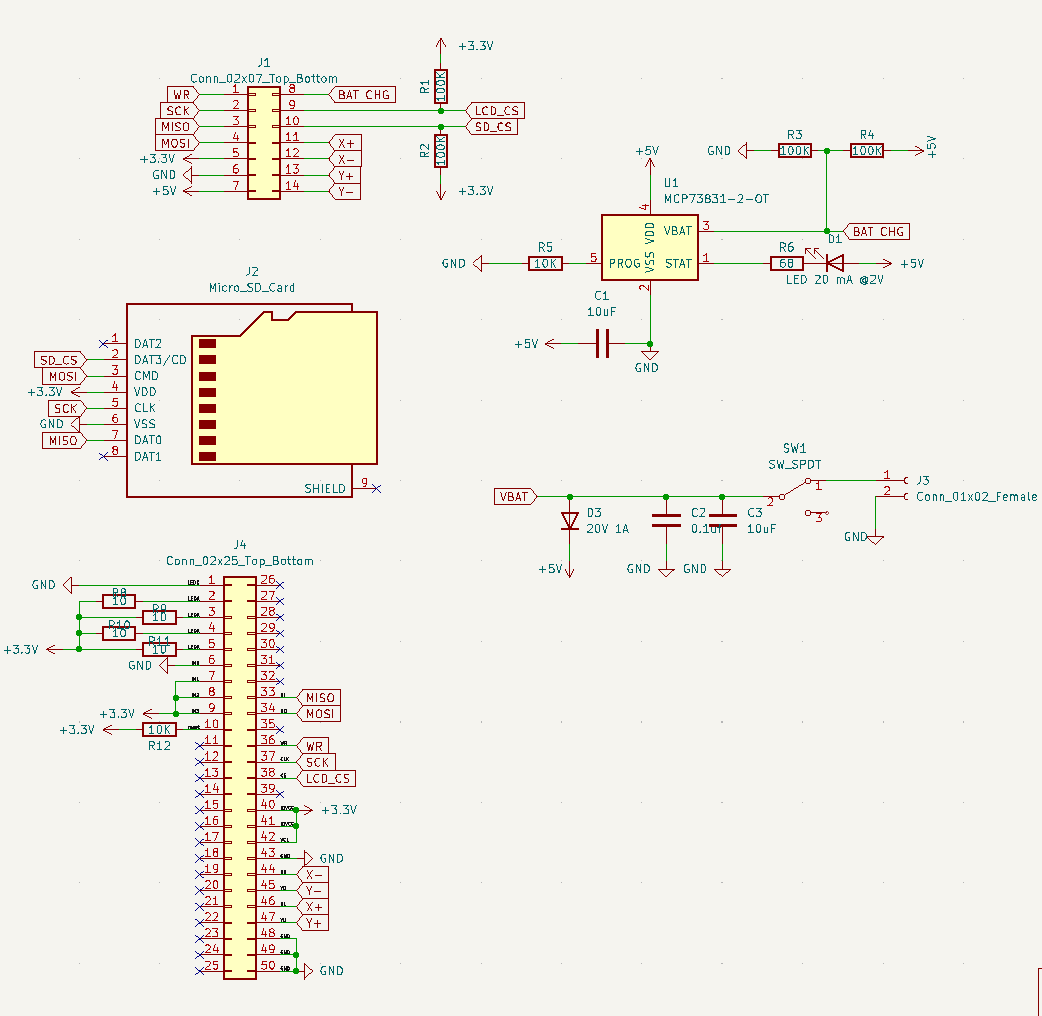 J1
Conn_02x07_Top_Bottom
WR 1 8 BAT CHG
SCK 2 9 LCD_CS
MISO 3 10 SD_CS
MOSI 4 11 X+
+3.3V 5 12 X-
GND 6 13 Y+
+5V 7 14 Y-
+3.3V
R1
100K
R2
100K
+3.3V
GND
R3
100K
R4
100K
+5V
+5V
U1
MCP73831-2-OT
4
VDD
VBAT 3
BAT CHG
GND
R5
10K
5 PROG
VSS
STAT 1
R6
68
D1
+5V
LED 20 mA @2V
2
C1
10uF
+5V
GND
J2
Micro_SD_Card
1 DAT2
SD_CS 2 DAT3/CD
MOSI 3 CMD
+3.3V 4 VDD
SCK 5 CLK
GND 6 VSS
MISO 7 DAT0
8 DAT1
SHIELD 9
SW1
SW_SPDT
VBAT
2
1
3
1 J3
2 Conn_01x02_Female
GND
D3
20V 1A
+5V
C2
0.1uF
GND
C3
10uF
GND
J4
Conn_02x25_Top_Bottom
GND 1 26
R8
10
2 27
R9
10
3 28
R10
10
4 29
R11
10
+3.3V 5 30
GND 6 31
7 32
8 33 MISO
+3.3V 9 34 MOSI
+3.3V 10K 10 35
R12
11 36 WR
12 37 SCK
13 38 LCD_CS
14 39
15 40 +3.3V
16 41
17 42
18 43 GND
19 44 X-
20 45 Y-
21 46 X+
22 47 Y+
23 48
24 49
25 50 GND